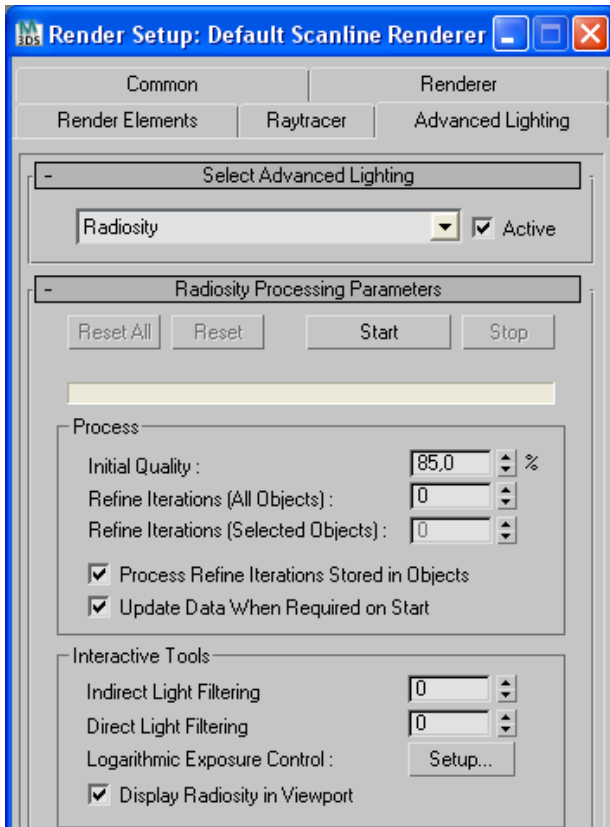 M
3DS
Render Setup: Default Scanline Renderer
Common Renderer
Render Elements Raytracer Advanced Lighting
- Select Advanced Lighting
Radiosity Active
- Radiosity Processing Parameters
Reset All Reset Start Stop
Process
Initial Quality : 85,0 %
Refine Iterations (All Objects) : 0
Refine Iterations (Selected Objects) : 0
Process Refine Iterations Stored in Objects
Update Data When Required on Start
Interactive Tools
Indirect Light Filtering 0
Direct Light Filtering 0
Logarithmic Exposure Control : Setup...
Display Radiosity in Viewport